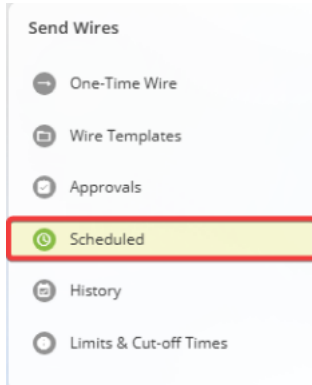 Send Wires
One-Time Wire
Wire Templates
Approvals
Scheduled
History
Limits & Cut-off Times